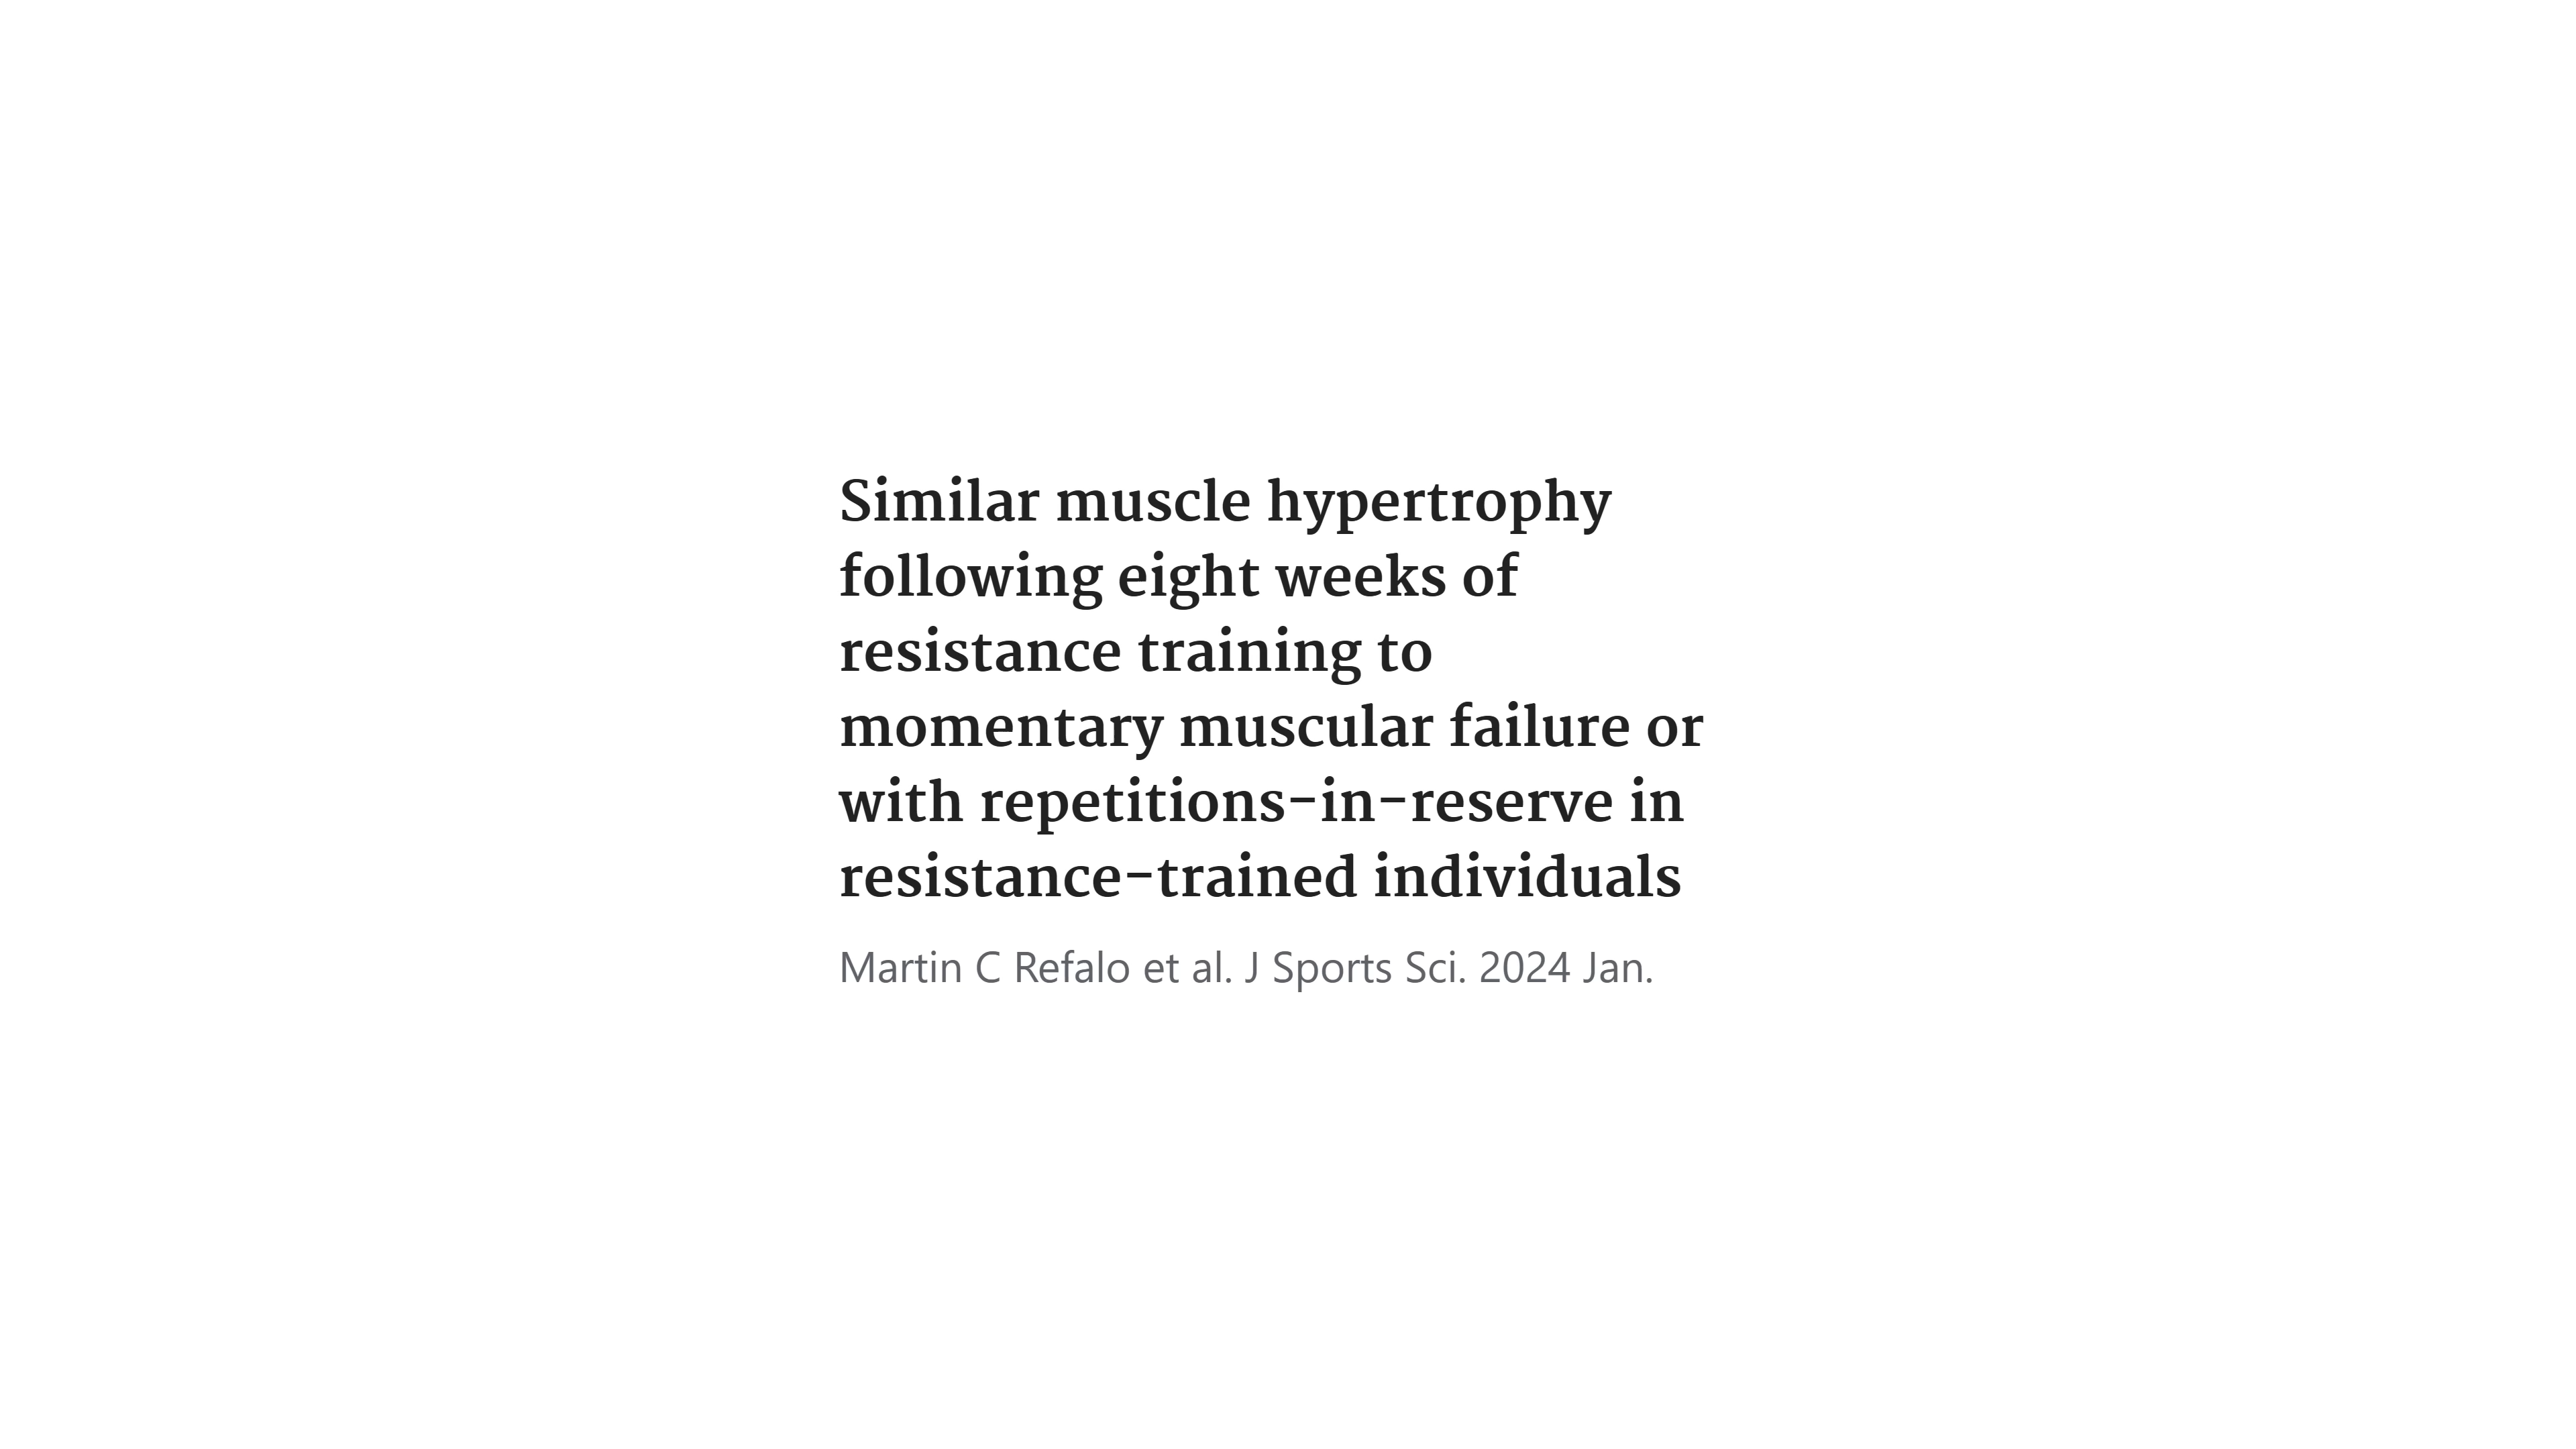 Similar muscle hypertrophy
following eight weeks of
resistance training to
momentary muscular failure or
with repetitions-in-reserve in
resistance-trained individuals
Martin C Refalo et al. J Sports Sci. 2024 Jan.